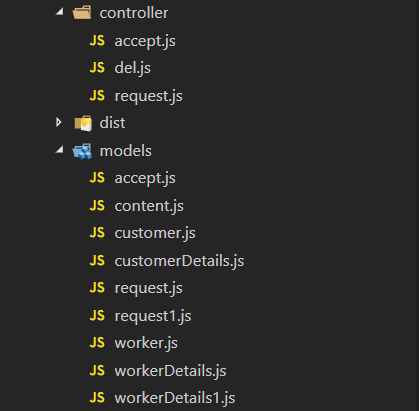 controller
JS accept.js
JS del.js
JS request.js
dist
models
JS accept.js
JS content.js
JS customer.js
JS customerDetails.js
JS request.js
JS request1.js
JS worker.js
JS workerDetails.js
JS workerDetails1.js